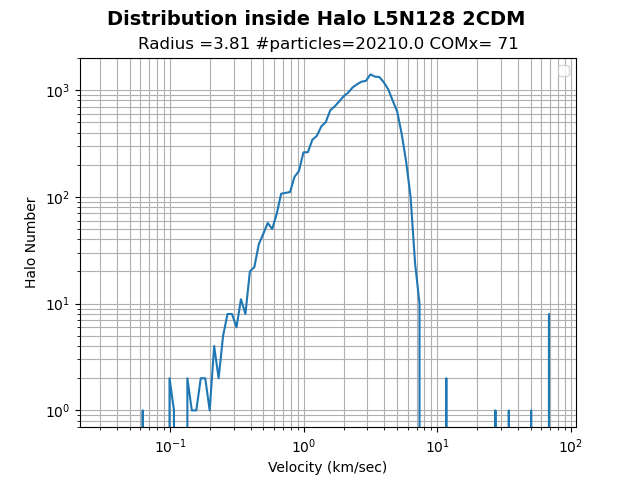 Distribution inside Halo L5N128 2CDM
Radius =3.81 #particles=20210.0 COMx= 71
10³
10²
10¹
10⁰
Halo Number
10⁻¹ 10⁰ 10¹ 10²
Velocity (km/sec)